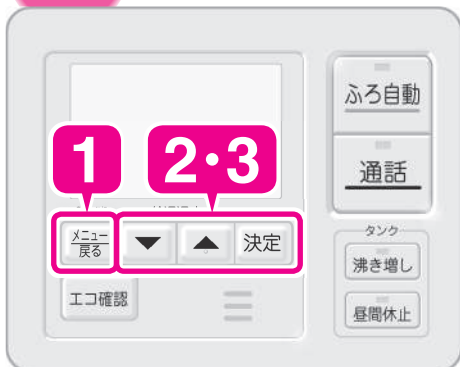 ふろ自動
1
2・3
通話
メニュー
戻る
▼
▲
決定
タンク
沸き増し
エコ確認
昼間休止